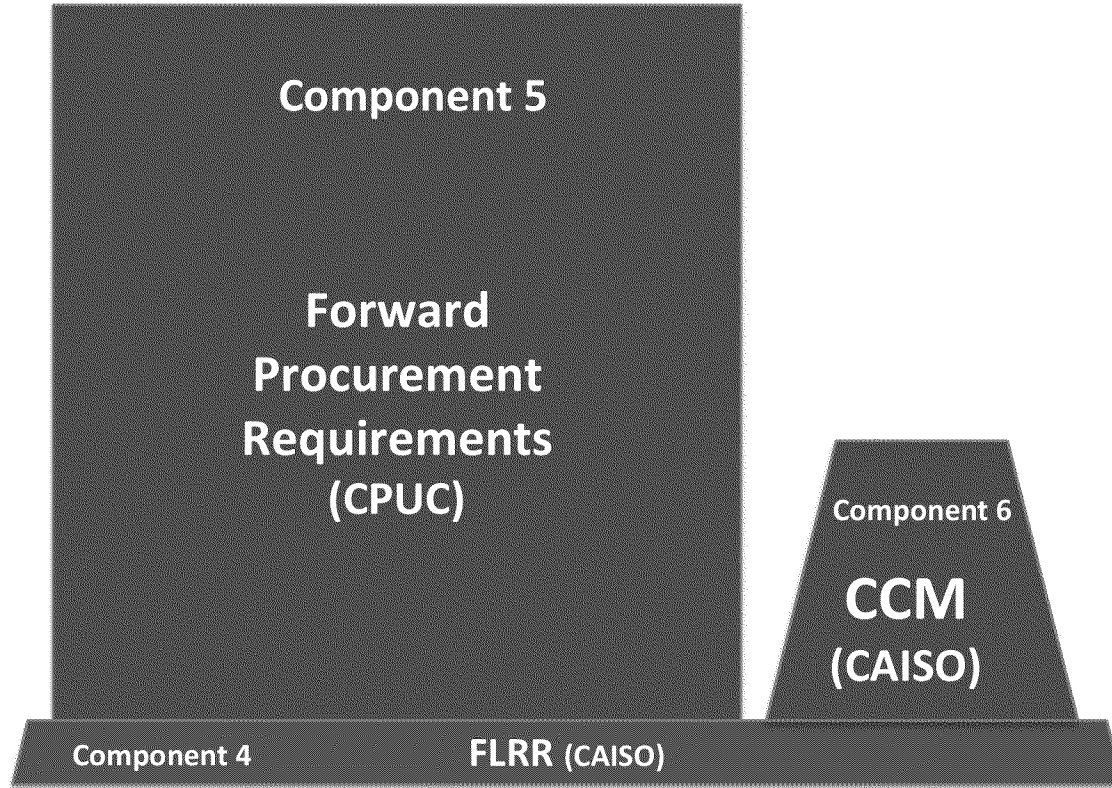 Component 5
Forward
Procurement
Requirements
(CPUC)
Component 6
CCM
(CAISO)
Component 4
FLRR (CAISO)